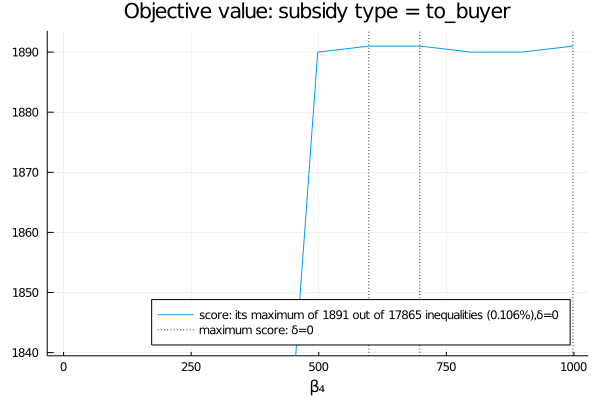 Objective value: subsidy type = to_buyer
1890
1880
1870
1860
1850
1840
score: its maximum of 1891 out of 17865 inequalities (0.106%),δ=0
maximum score: δ=0
0
250
500
750
1000
β₄